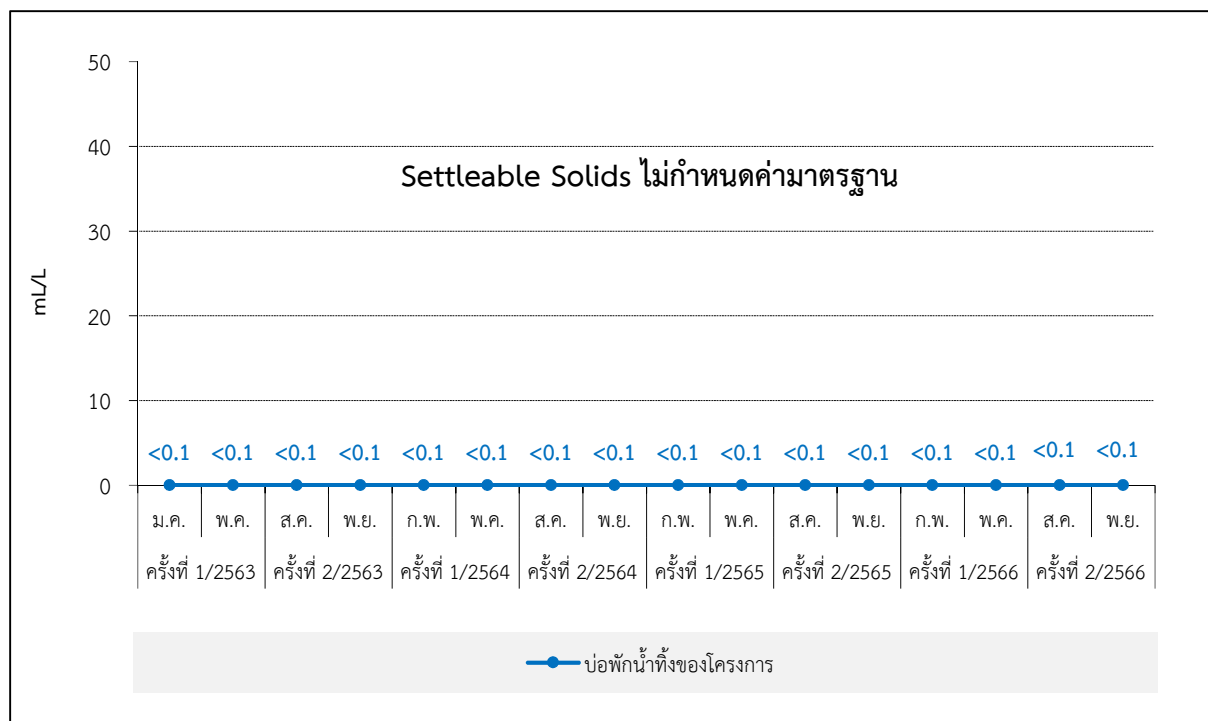 50
40
Settleable Solids ไม่กำหนดค่ามาตรฐาน
30
mL/L
20
10
<0.1 <0.1 <0.1 <0.1 <0.1 <0.1 <0.1 <0.1 <0.1 <0.1 <0.1 <0.1 <0.1 <0.1 <0.1 <0.1
0
ม.ค. พ.ค. ส.ค. พ.ย. ก.พ. พ.ค. ส.ค. พ.ย. ก.พ. พ.ค. ส.ค. พ.ย. ก.พ. พ.ค. ส.ค. พ.ย.
ครั้งที่ 1/2563 ครั้งที่ 2/2563 ครั้งที่ 1/2564 ครั้งที่ 2/2564 ครั้งที่ 1/2565 ครั้งที่ 2/2565 ครั้งที่ 1/2566 ครั้งที่ 2/2566
บ่อพักน้ำทิ้งของโครงการ